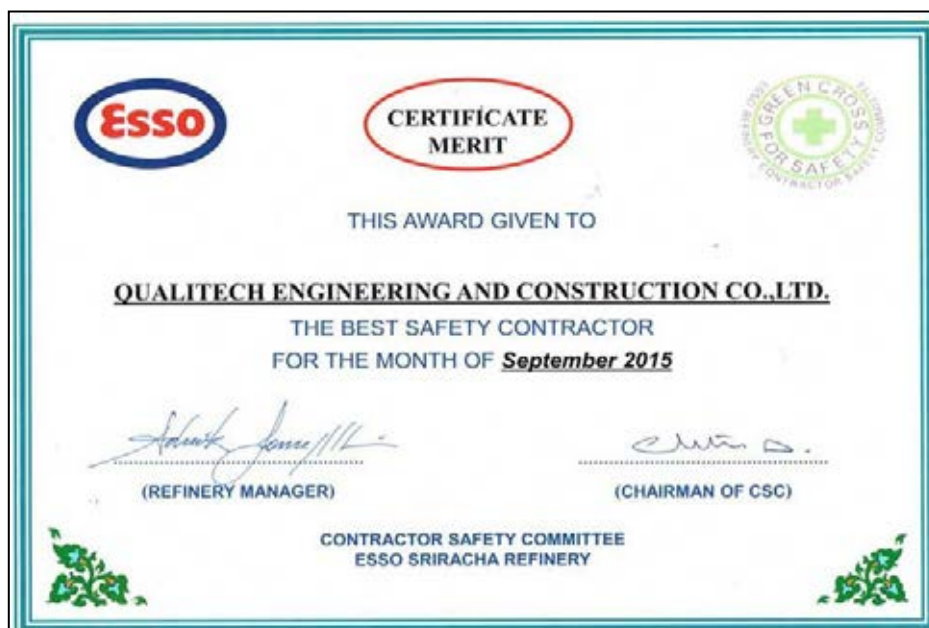 Esso
CERTIFICATE
MERIT
GREEN CROSS
FOR SAFETY
THIS AWARD GIVEN TO
QUALITECH ENGINEERING AND CONSTRUCTION CO.,LTD.
THE BEST SAFETY CONTRACTOR
FOR THE MONTH OF September 2015
(REFINERY MANAGER)
(CHAIRMAN OF CSC)
CONTRACTOR SAFETY COMMITTEE
ESSO SRIRACHA REFINERY